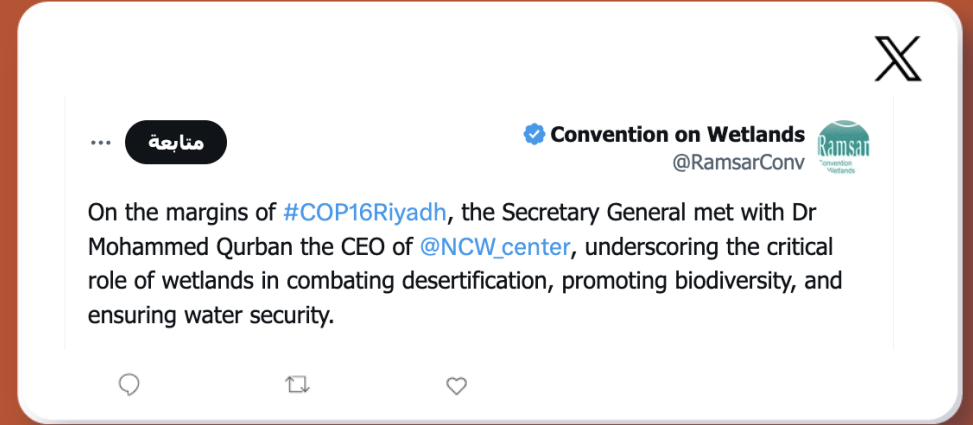 متابعة
Convention on Wetlands
@RamsarConv
Ramsar
Convention
Wetlands
On the margins of #COP16Riyadh, the Secretary General met with Dr
Mohammed Qurban the CEO of @NCW_center, underscoring the critical
role of wetlands in combating desertification, promoting biodiversity, and
ensuring water security.